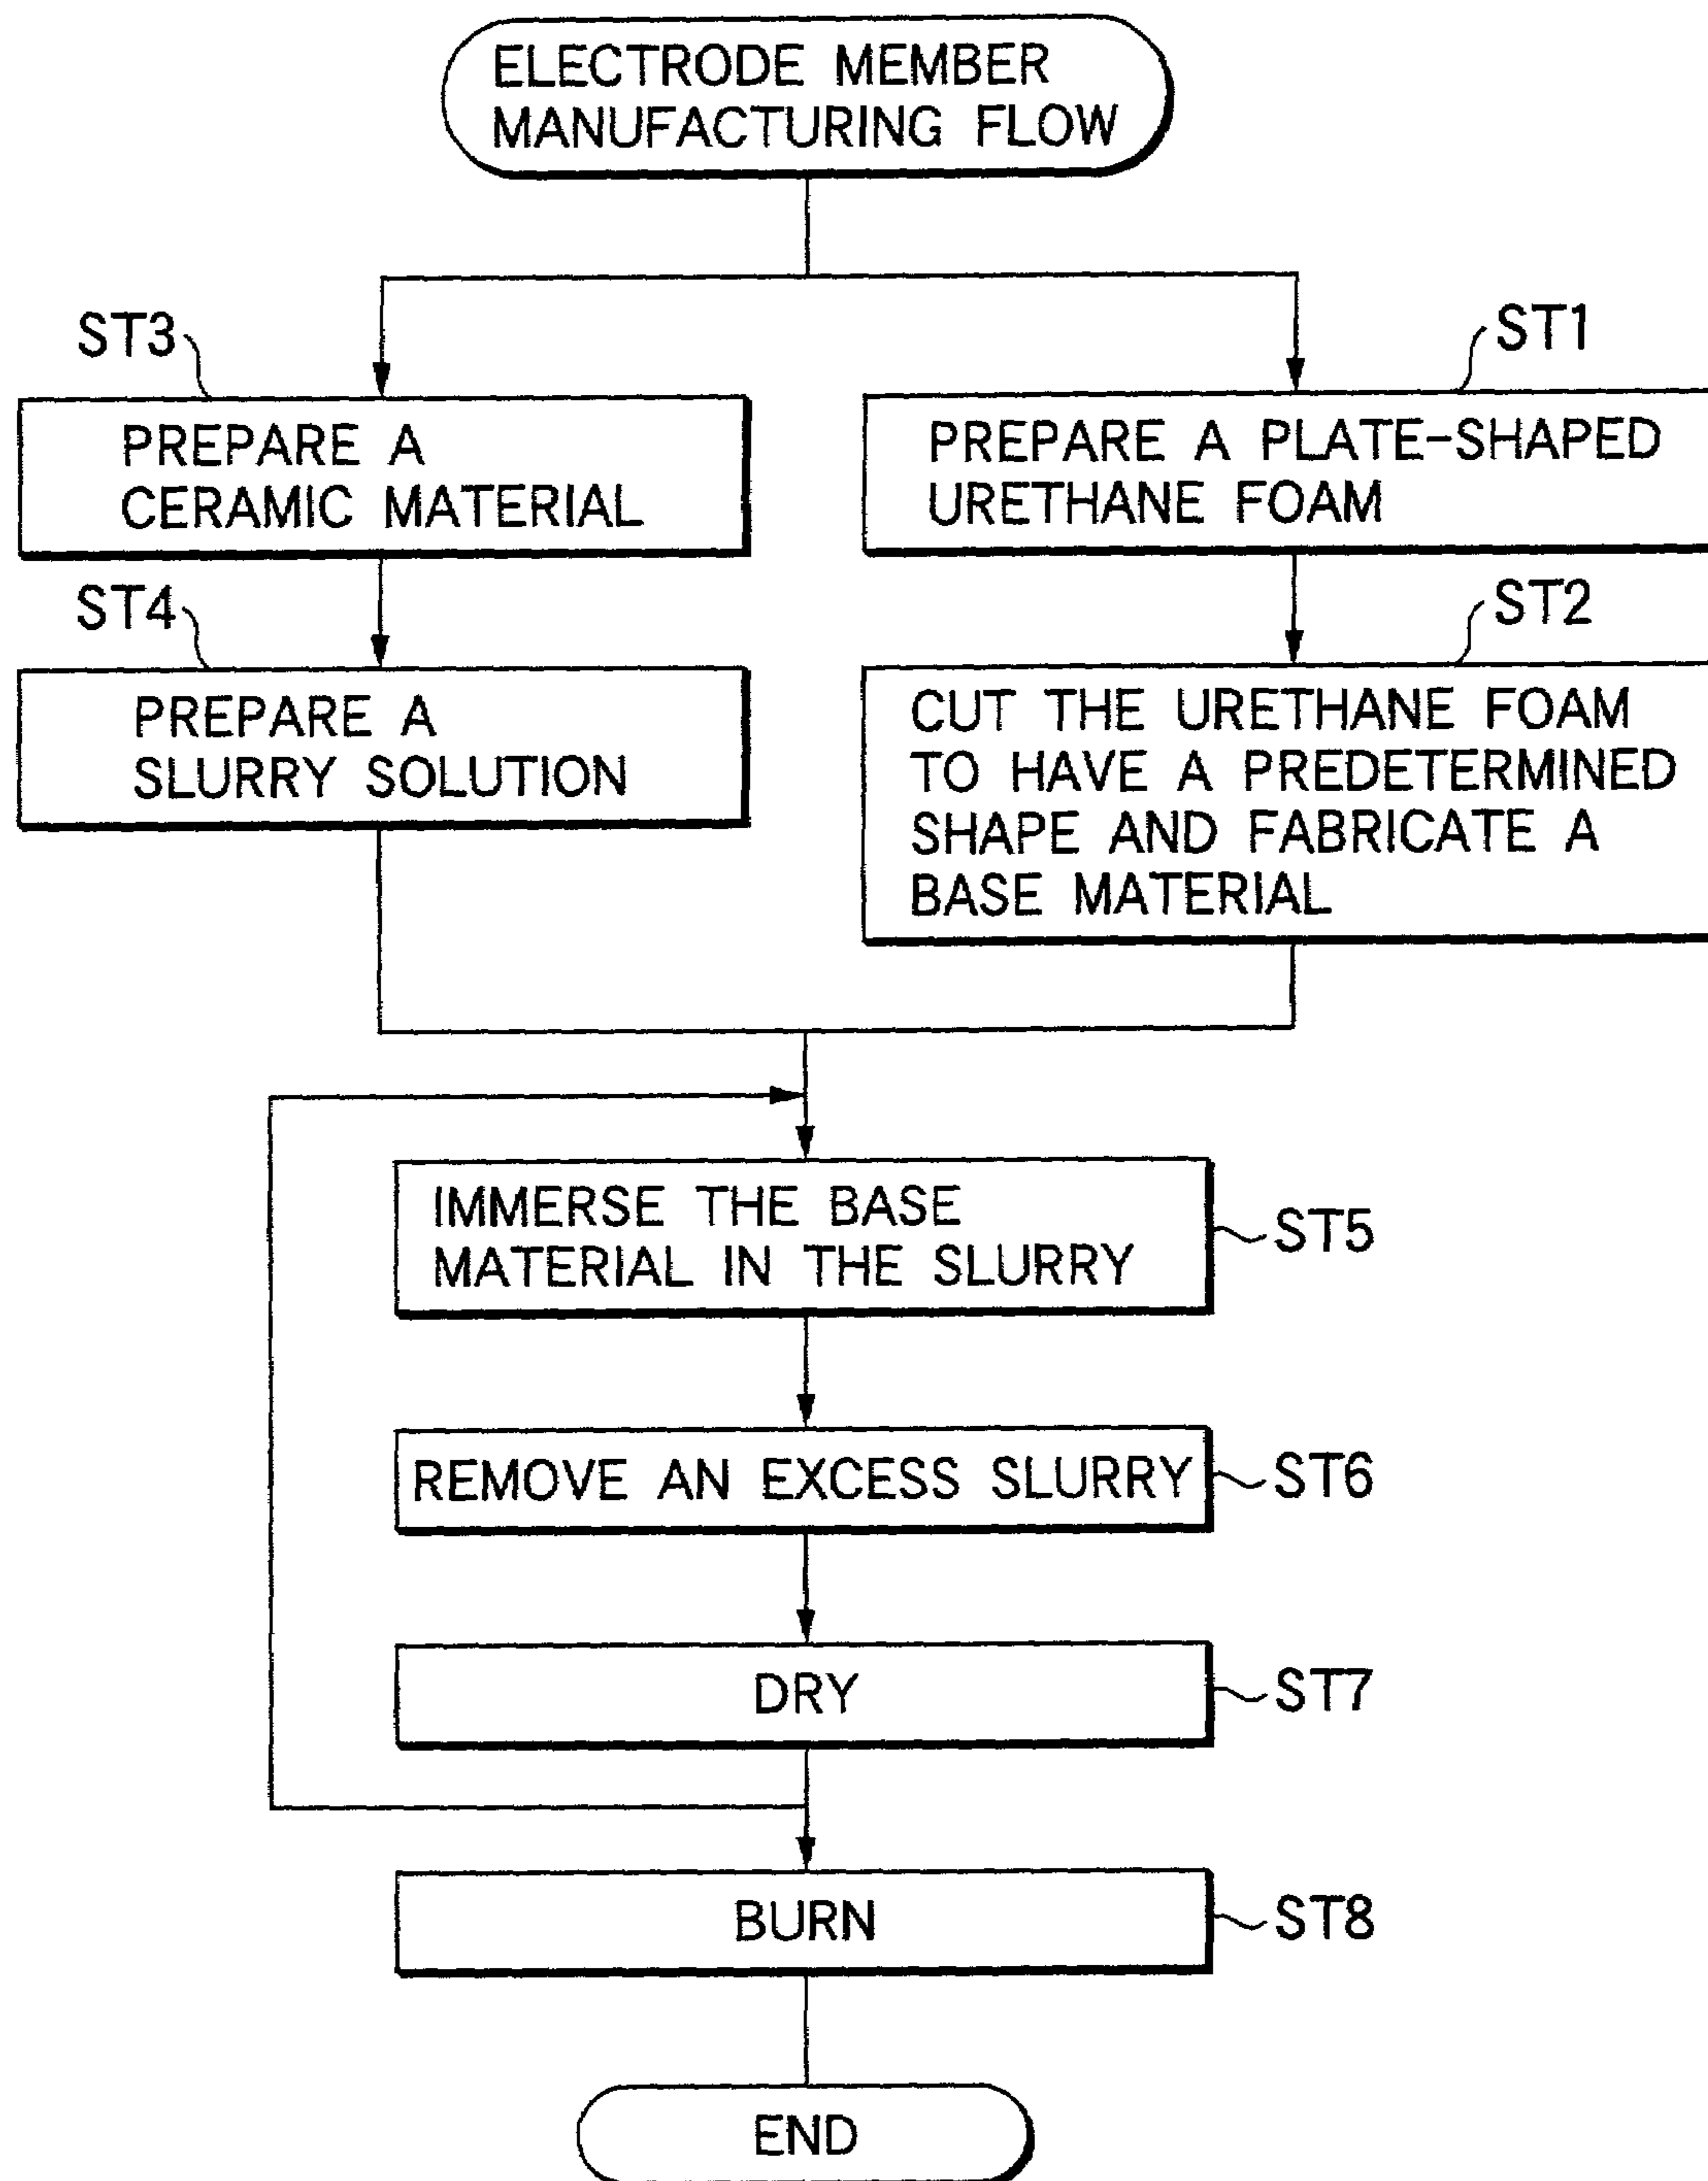 ELECTRODE MEMBER
MANUFACTURING FLOW
ST3
PREPARE A
CERAMIC MATERIAL
ST1
PREPARE A PLATE-SHAPED
URETHANE FOAM
ST4
PREPARE A
SLURRY SOLUTION
ST2
CUT THE URETHANE FOAM
TO HAVE A PREDETERMINED
SHAPE AND FABRICATE A
BASE MATERIAL
IMMERSE THE BASE
MATERIAL IN THE SLURRY
ST5
REMOVE AN EXCESS SLURRY
ST6
DRY
ST7
BURN
ST8
END